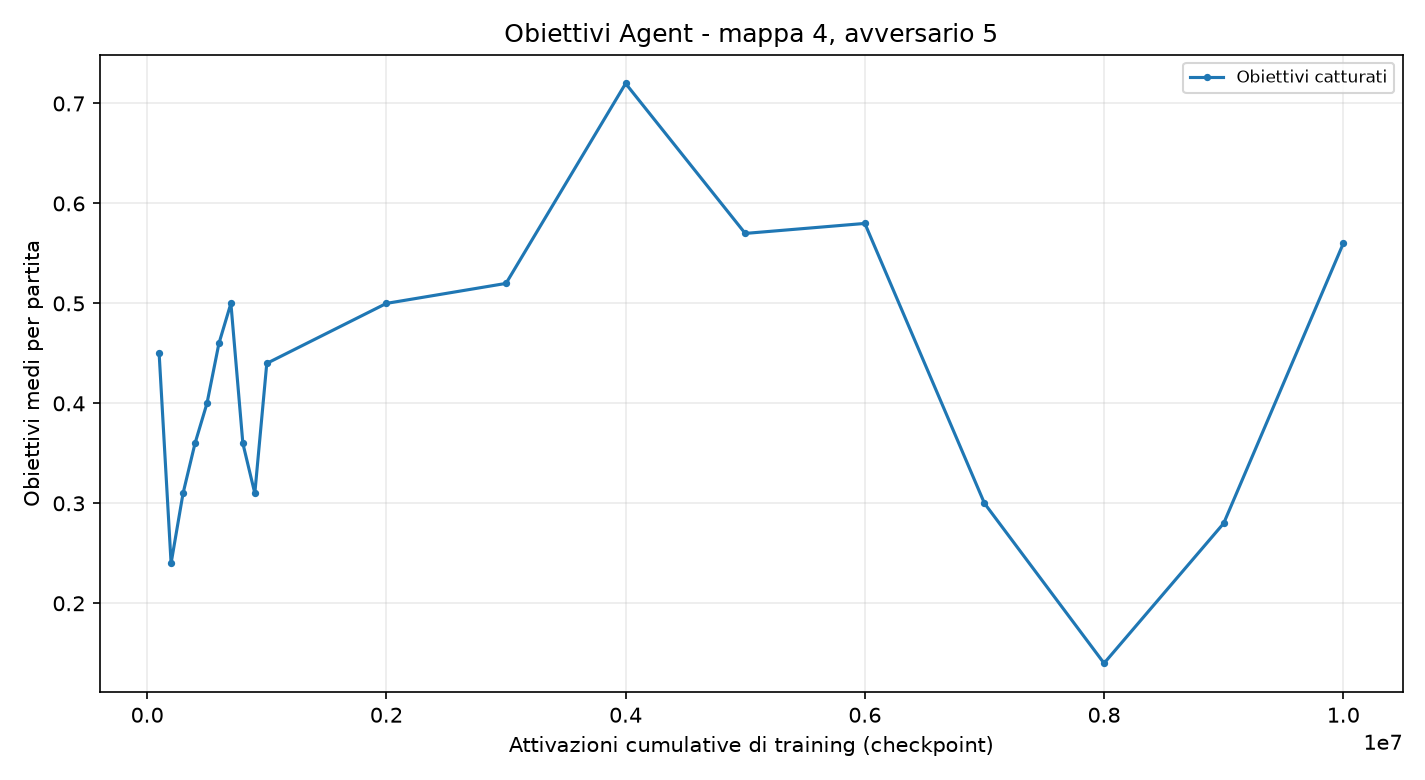 Obiettivi Agent - mappa 4, avversario 5
Obiettivi catturati
Obiettivi medi per partita
0.7
0.6
0.5
0.4
0.3
0.2
0.0
0.2
0.4
0.6
0.8
1.0
1e7
Attivazioni cumulative di training (checkpoint)